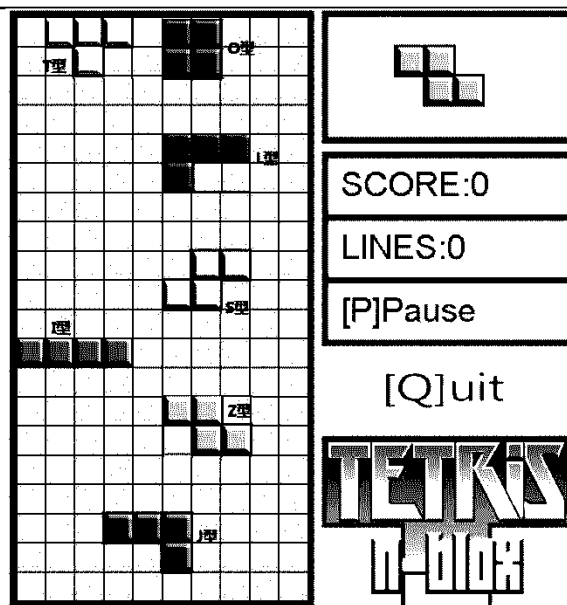 T型
O型
L型
S型
I型
Z型
J型
SCORE:0
LINES:0
[P]Pause
[Q]uit
TETRiS
N-BLOX